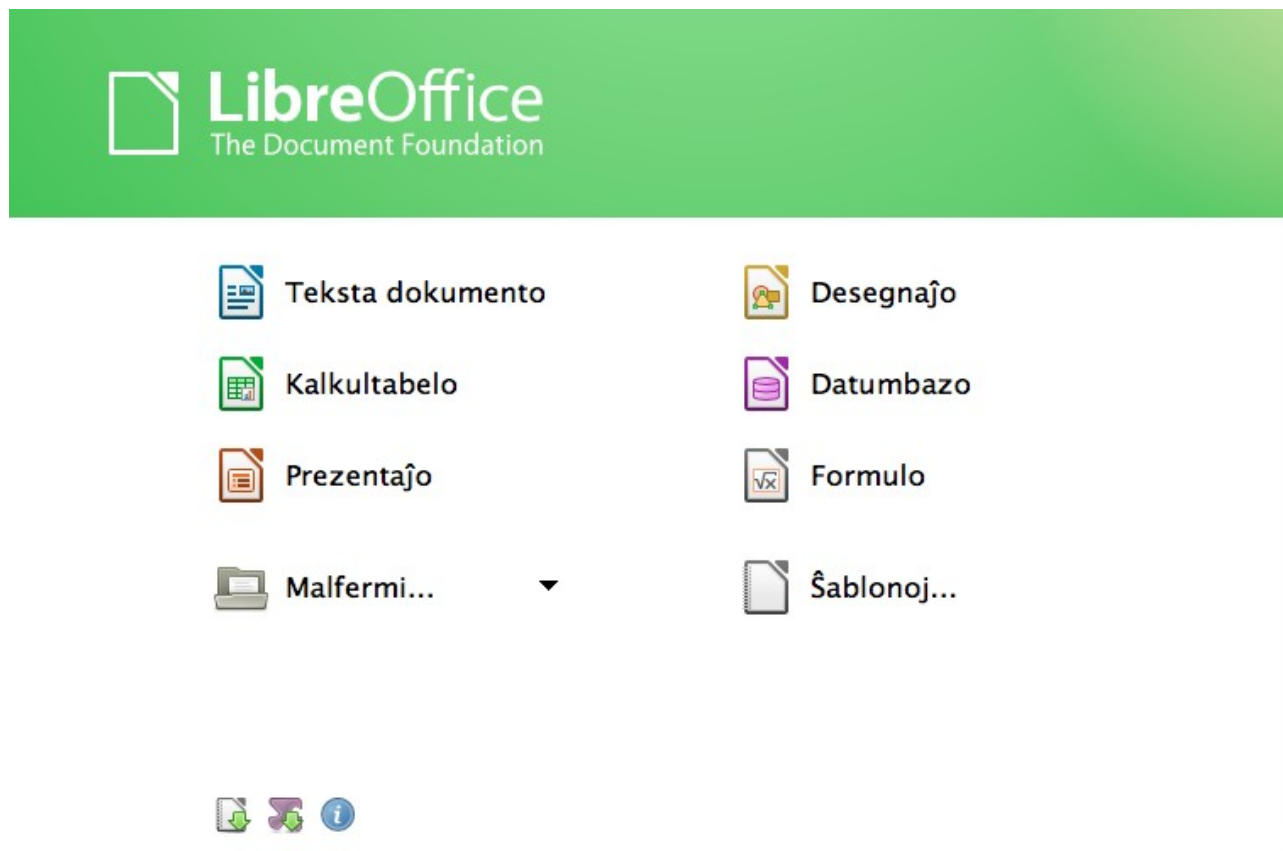 LibreOffice
The Document Foundation
Teksta dokumento
Desegnaĵo
Kalkultabelo
Datumbazo
Prezentaĵo
Formulo
Malfermi...
Ŝablonoj...